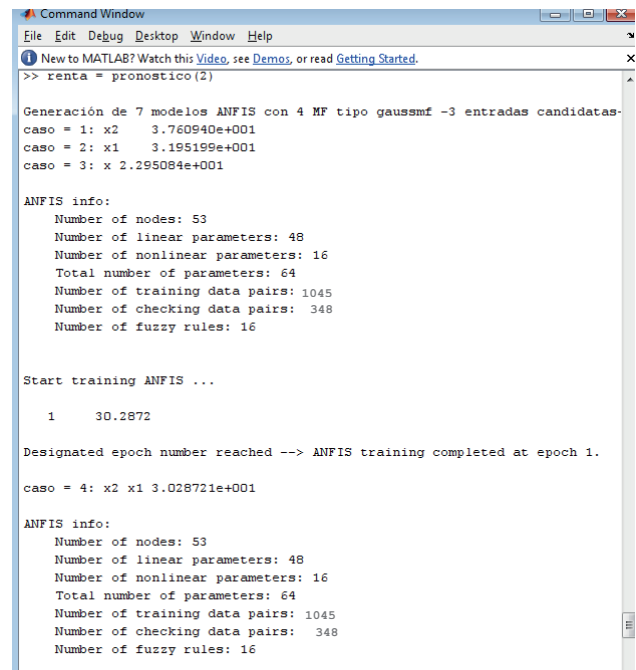 Command Window
File Edit Debug Desktop Window Help
New to MATLAB? Watch this Video, see Demos, or read Getting Started.
>> renta = pronostico(2)
Generación de 7 modelos ANFIS con 4 MF tipo gaussmf -3 entradas candidatas-
caso = 1: x2 3.760940e+001
caso = 2: x1 3.195199e+001
caso = 3: x 2.295084e+001
ANFIS info:
Number of nodes: 53
Number of linear parameters: 48
Number of nonlinear parameters: 16
Total number of parameters: 64
Number of training data pairs: 1045
Number of checking data pairs: 348
Number of fuzzy rules: 16
Start training ANFIS ...
1 30.2872
Designated epoch number reached --> ANFIS training completed at epoch 1.
caso = 4: x2 x1 3.028721e+001
ANFIS info:
Number of nodes: 53
Number of linear parameters: 48
Number of nonlinear parameters: 16
Total number of parameters: 64
Number of training data pairs: 1045
Number of checking data pairs: 348
Number of fuzzy rules: 16